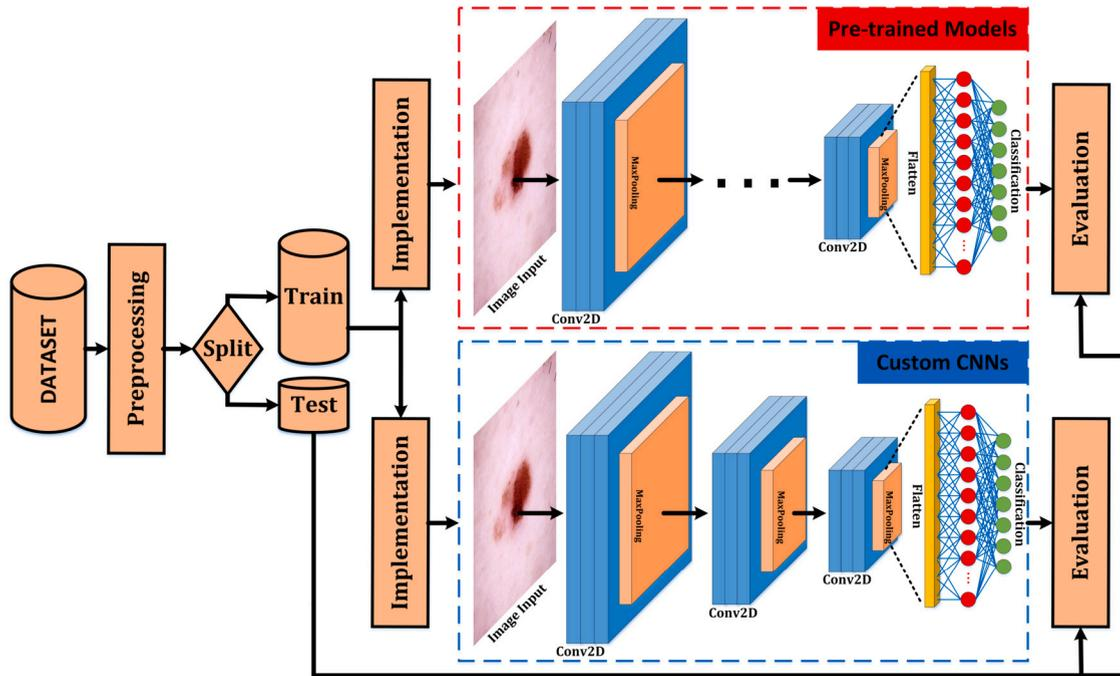 DATASET
Preprocessing
Split
Train
Test
Implementation
Pre-trained Models
Image Input
Conv2D
MaxPooling
Conv2D
MaxPooling
Flatten
Classification
Evaluation
Implementation
Custom CNNs
Image Input
Conv2D
MaxPooling
Conv2D
MaxPooling
Conv2D
MaxPooling
Flatten
Classification
Evaluation